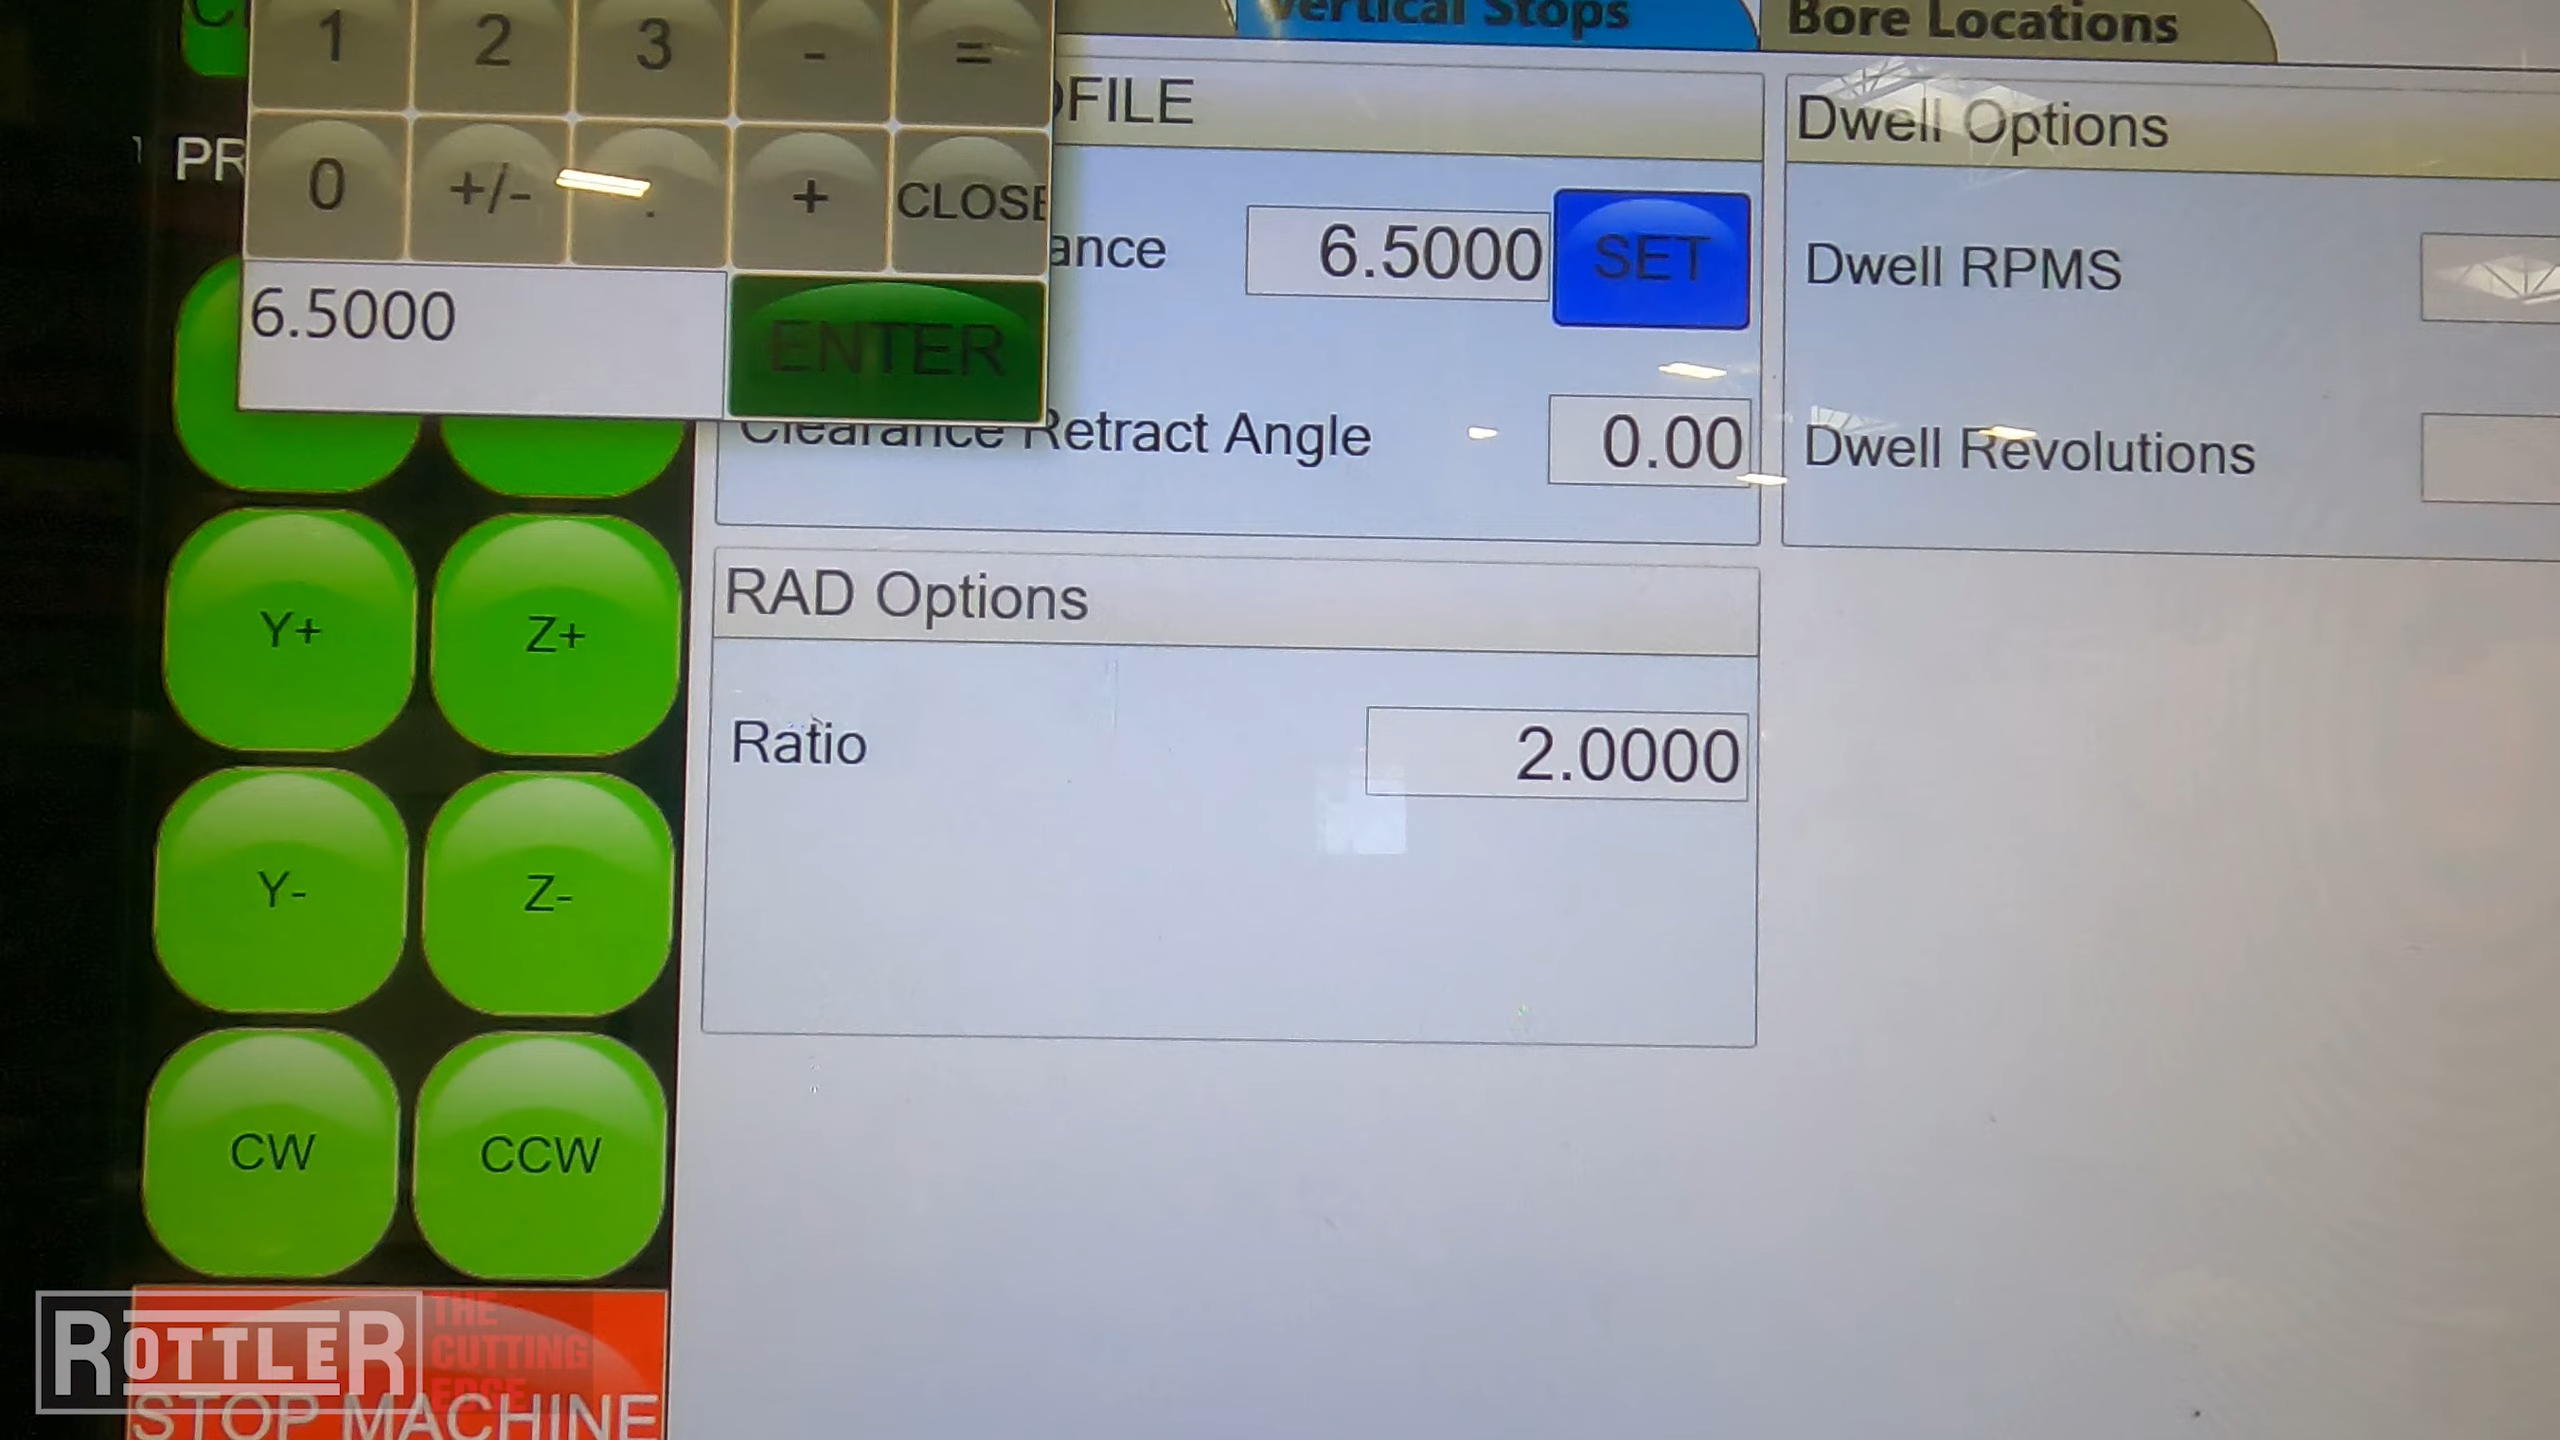 Vertical Stops
Bore Locations
1 2 3 - =
0 +/- . + CLOSE
6.5000
ENTER
PR
FILE
ance
6.5000
SET
Clearance Retract Angle
0.00
Dwell Options
Dwell RPMS
Dwell Revolutions
RAD Options
Ratio
2.0000
Y+
Z+
Y-
Z-
CW
CCW
STOP MACHINE
ROTTLER
THE
CUTTING
EDGE